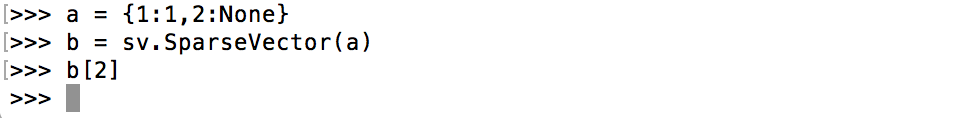 [>>> a = {1:1,2:None}
[>>> b = sv.SparseVector(a)
[>>> b[2]
>>>